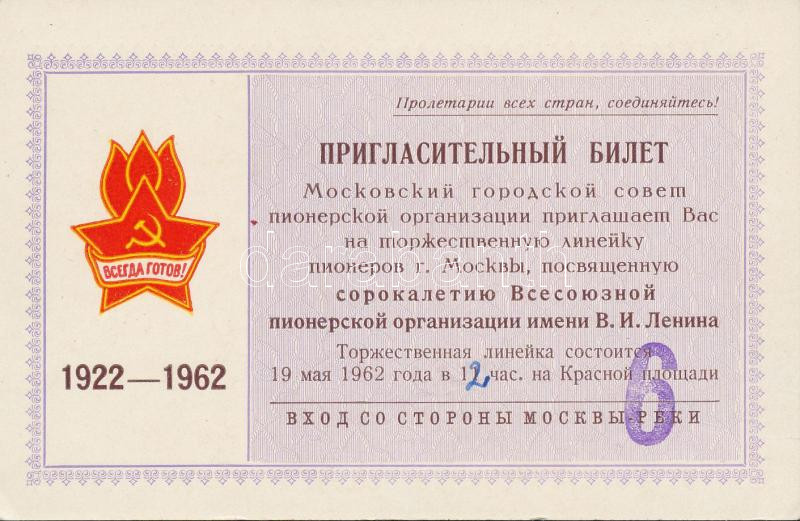 Пролетарии всех стран, соединяйтесь!
ПРИГЛАСИТЕЛЬНЫЙ БИЛЕТ
Московский городской совет
пионерской организации приглашает Вас
на торжественную линейку
пионеров г. Москвы, посвященную
сорокалетию Всесоюзной
пионерской организации имени В. И. Ленина
Торжественная линейка состоится
19 мая 1962 года в 12 час. на Красной площади
ВХОД СО СТОРОНЫ МОСКВЫ-РЕКИ
6
ВСЕГДА ГОТОВ!
1922—1962
darabanth